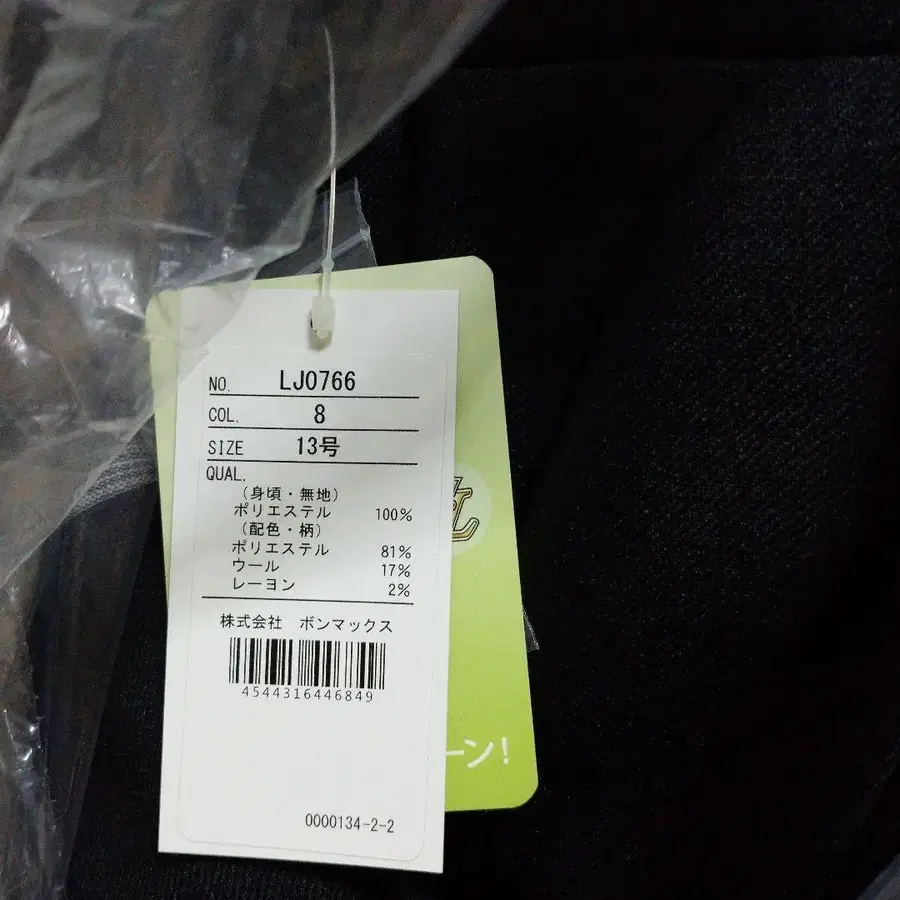 NO. LJ0766
COL. 8
SIZE 13号
QUAL.
(身頃・無地)
ポリエステル 100%
(配色・柄)
ポリエステル 81%
ウール 17%
レーヨン 2%
株式会社 ボンマックス
4544316446849
ーン!
0000134-2-2